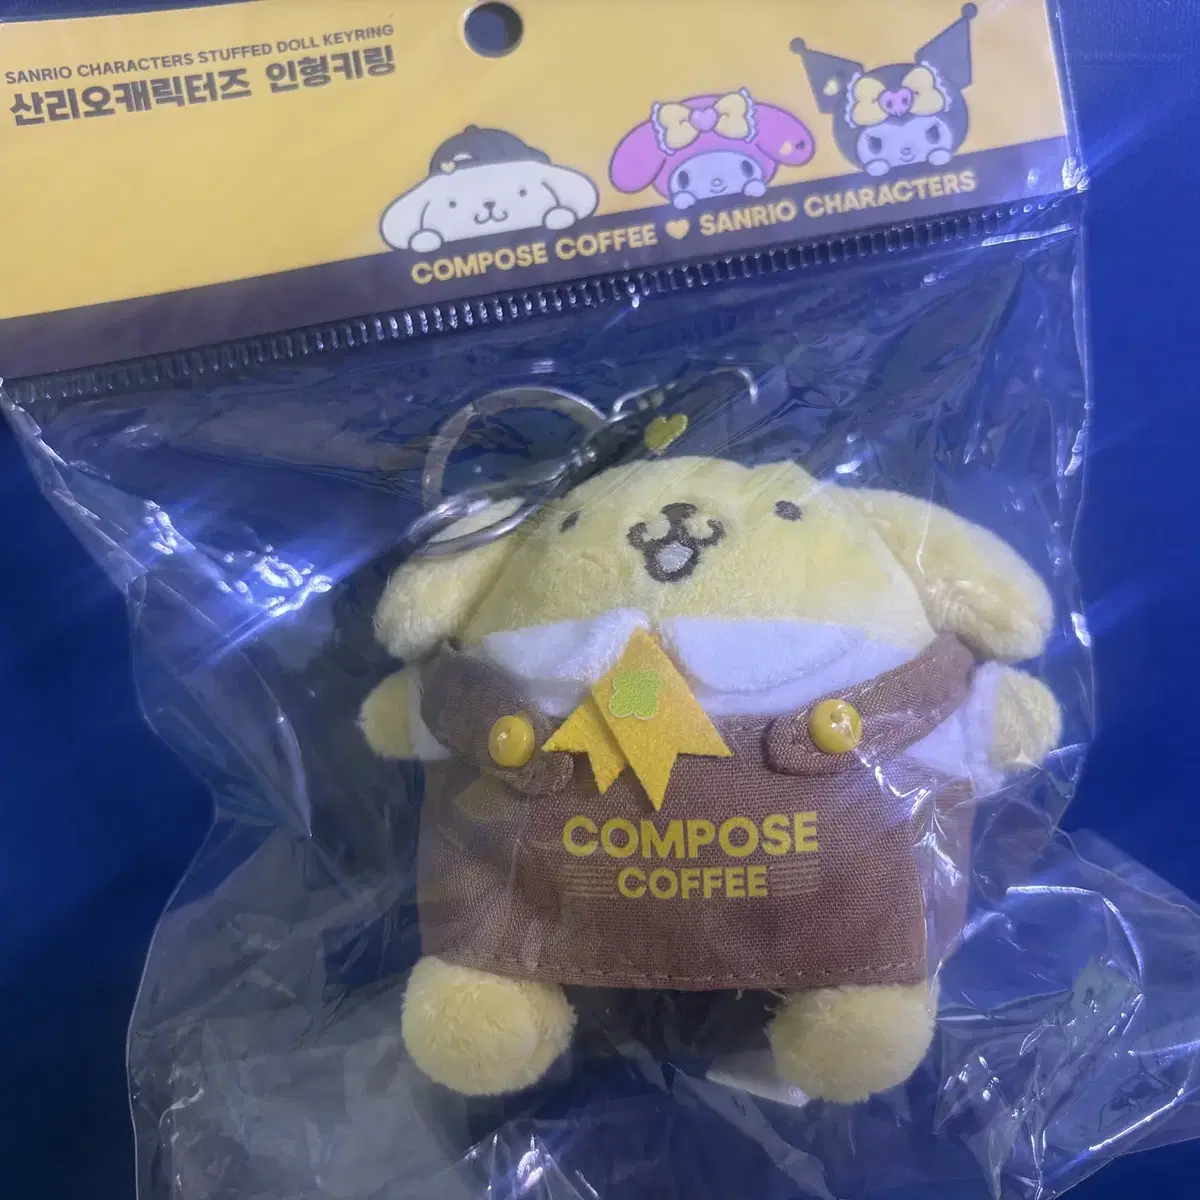 SANRIO CHARACTERS STUFFED DOLL KEYRING
산리오캐릭터즈 인형키링
COMPOSE COFFEE ♥ SANRIO CHARACTERS
COMPOSE
COFFEE